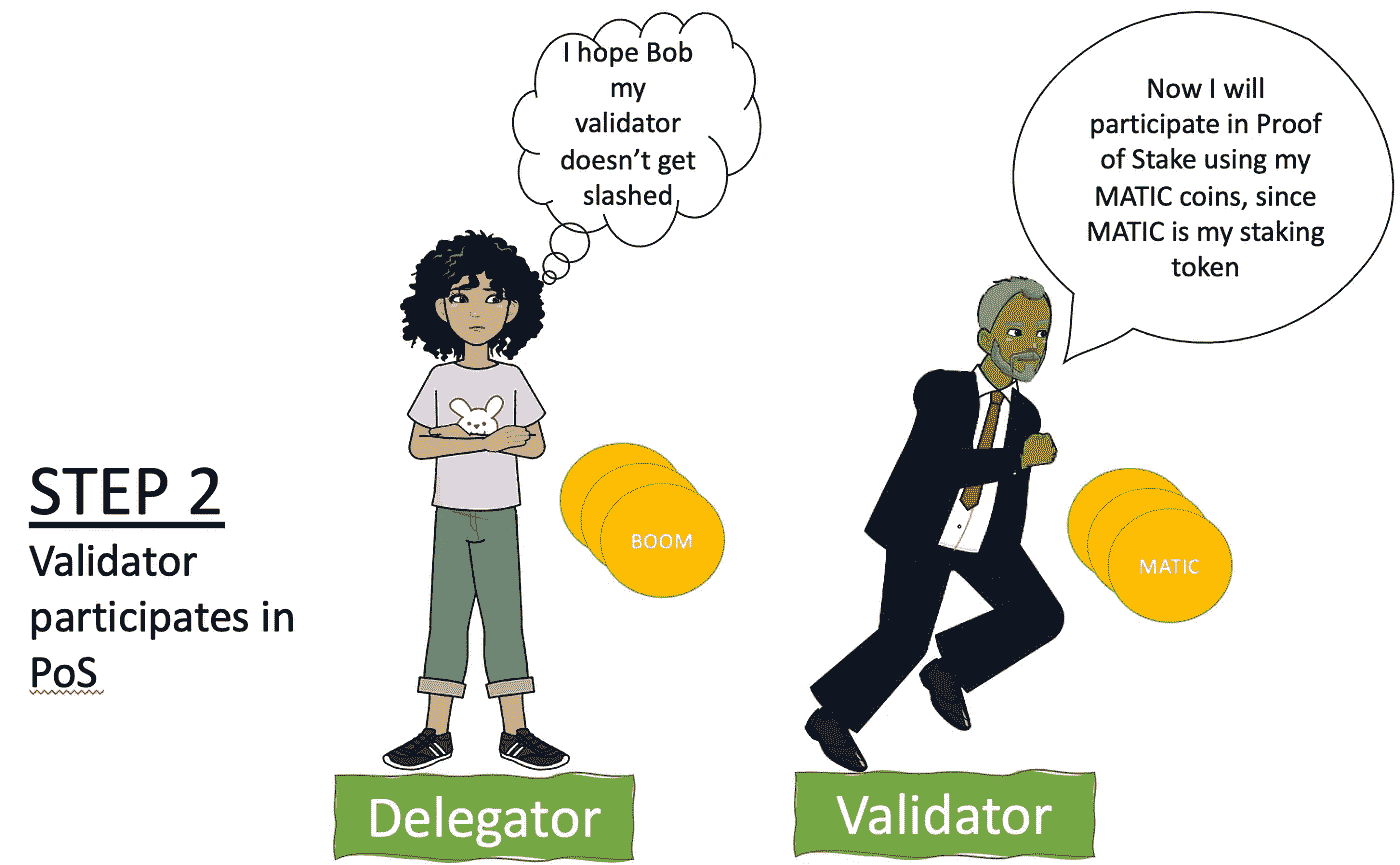 I hope Bob
my
validator
doesn’t get
slashed
Now I will
participate in Proof
of Stake using my
MATIC coins, since
MATIC is my staking
token
STEP 2
Validator
participates in
PoS
BOOM
MATIC
Delegator
Validator